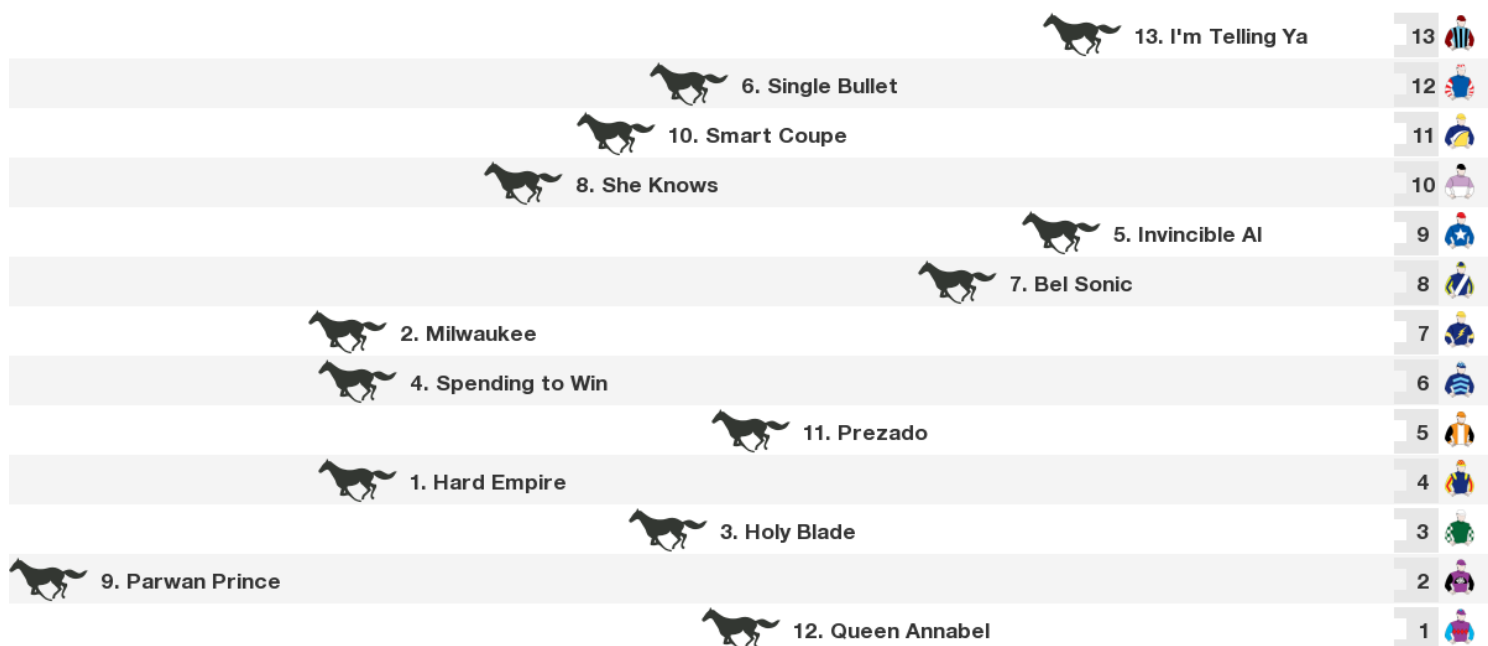 13. I'm Telling Ya 13
6. Single Bullet 12
10. Smart Coupe 11
8. She Knows 10
5. Invincible Al 9
7. Bel Sonic 8
2. Milwaukee 7
4. Spending to Win 6
11. Prezado 5
1. Hard Empire 4
3. Holy Blade 3
9. Parwan Prince 2
12. Queen Annabel 1